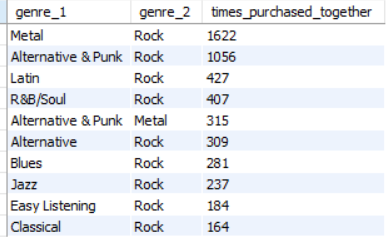 genre_1 genre_2 times_purchased_together
Metal Rock 1622
Alternative & Punk Rock 1056
Latin Rock 427
R&B/Soul Rock 407
Alternative & Punk Metal 315
Alternative Rock 309
Blues Rock 281
Jazz Rock 237
Easy Listening Rock 184
Classical Rock 164